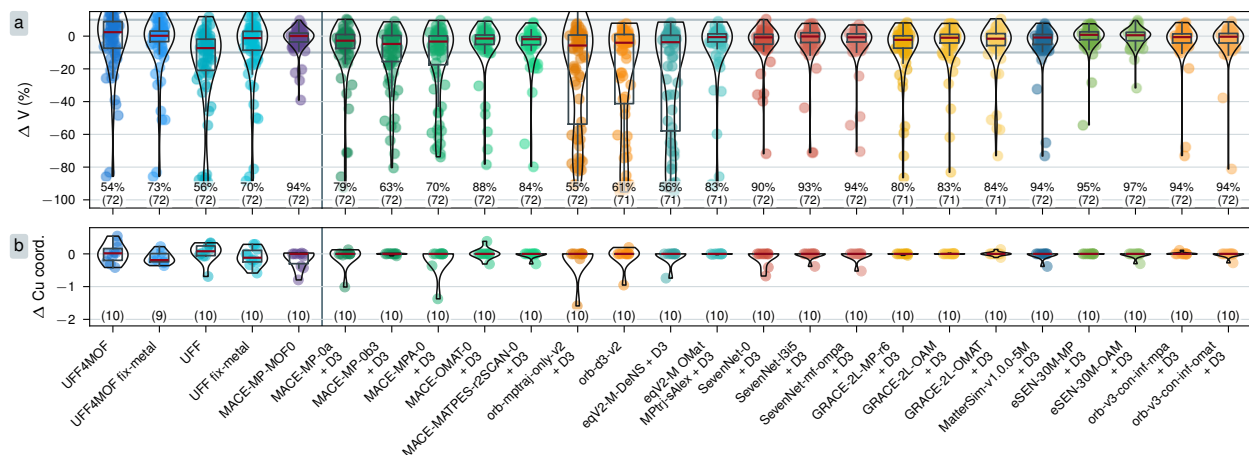 a
Δ V (%)
0
−20
−40
−60
−80
−100
54% 73% 56% 70% 94% 79% 63% 70% 88% 84% 55% 61% 56% 83% 90% 93% 94% 80% 83% 84% 94% 95% 97% 94% 94%
(72) (72) (72) (72) (72) (72) (72) (72) (72) (72) (72) (71) (71) (71) (72) (72) (72) (71) (71) (71) (72) (72) (72) (72) (72)
b
Δ Cu coord.
0
−1
−2
(10) (9) (10) (10) (10) (10) (10) (10) (10) (10) (10) (10) (10) (10) (10) (10) (10) (10) (10) (10) (10) (10) (10) (10) (10)
UFF4MOF
UFF4MOF fix-metal
UFF
UFF fix-metal
MACE-MP-MOF0
MACE-MP-0a
+ D3
MACE-MP-0b3
+ D3
MACE-MPA-0
+ D3
MACE-OMAT-0
+ D3
MACE-MATPES-r2SCAN-0
+ D3
orb-mptraj-only-v2
+ D3
orb-d3-v2
eqV2-M-DeNS + D3
eqV2-M OMat
MPtrj-sAlex + D3
SevenNet-0
+ D3
SevenNet-l3i5
+ D3
SevenNet-mf-ompa
+ D3
GRACE-2L-MP-r6
+ D3
GRACE-2L-OAM
+ D3
GRACE-2L-OMAT
+ D3
MatterSim-v1.0.0-5M
+ D3
eSEN-30M-MP
+ D3
eSEN-30M-OAM
+ D3
orb-v3-con-inf-mpa
+ D3
orb-v3-con-inf-omat
+ D3